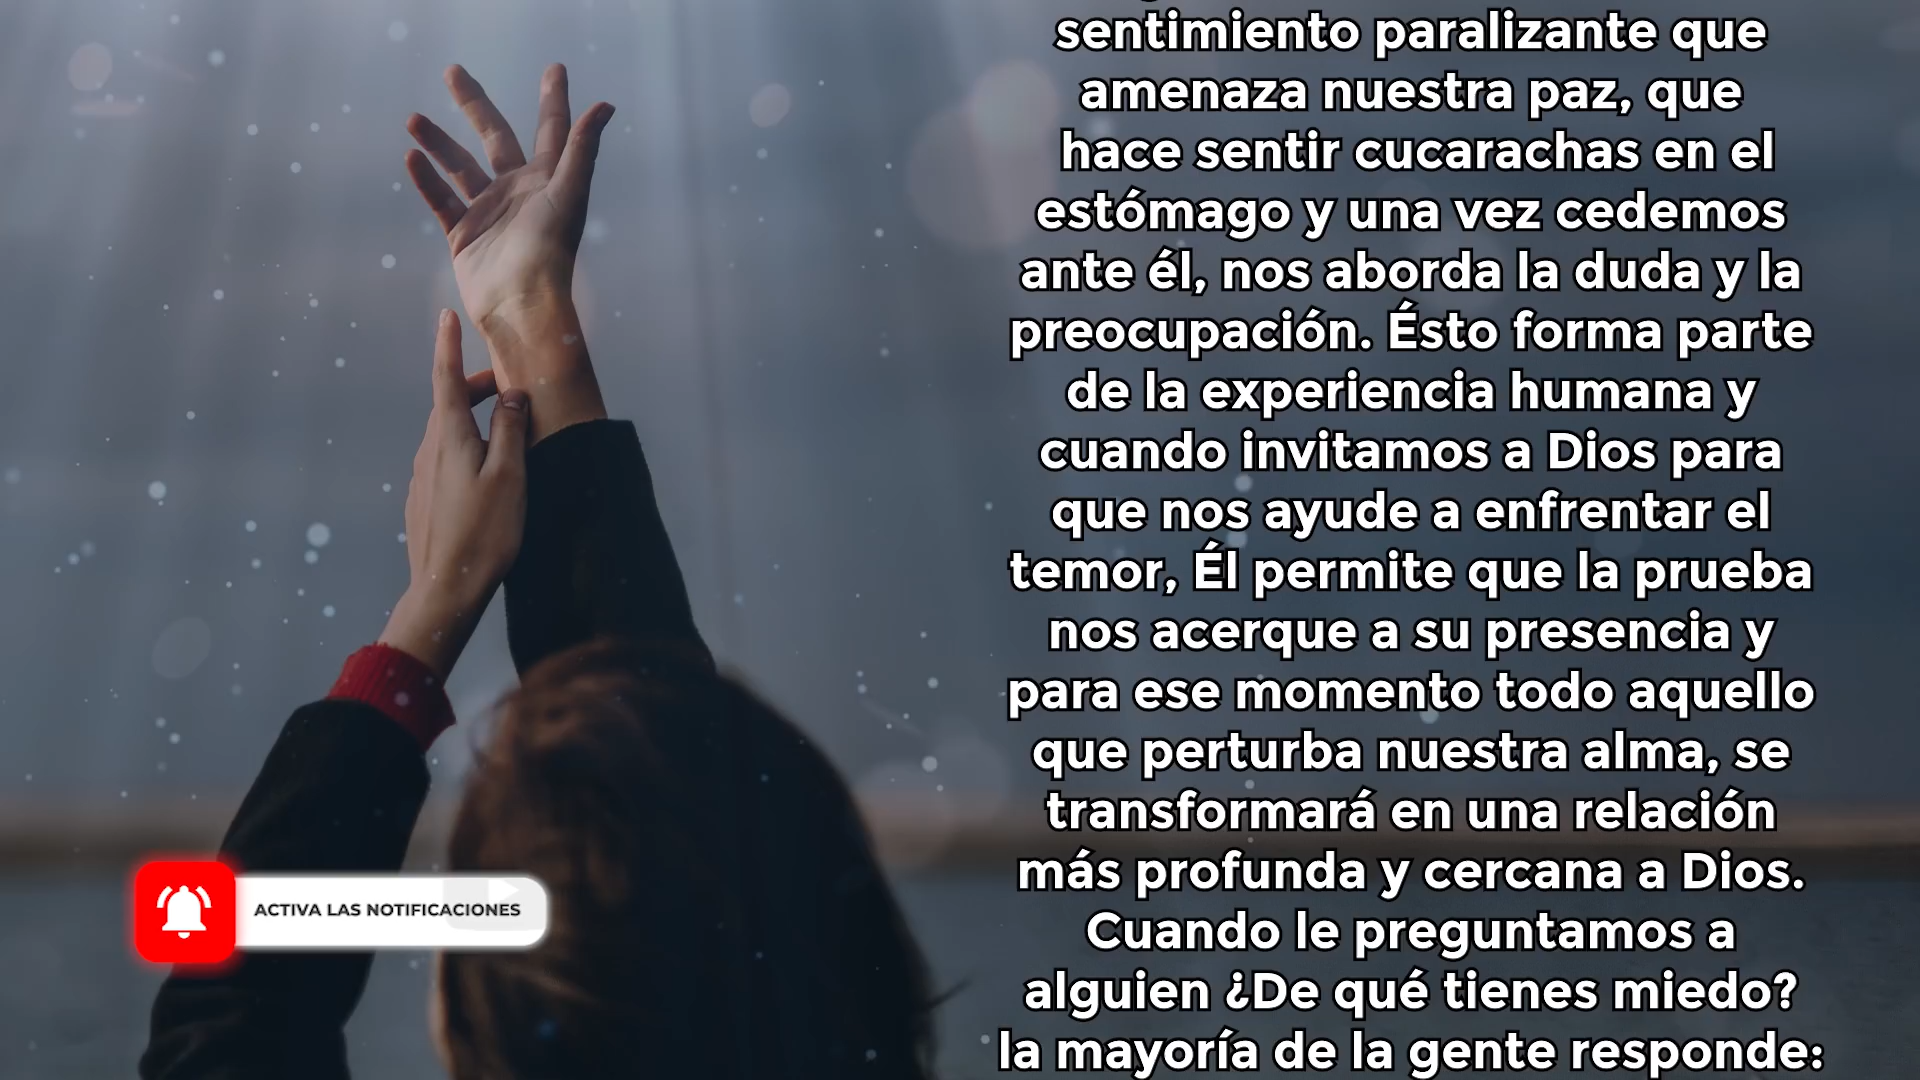 sentimiento paralizante que
amenaza nuestra paz, que
hace sentir cucarachas en el
estómago y una vez cedemos
ante él, nos aborda la duda y la
preocupación. Ésto forma parte
de la experiencia humana y
cuando invitamos a Dios para
que nos ayude a enfrentar el
temor, Él permite que la prueba
nos acerque a su presencia y
para ese momento todo aquello
que perturba nuestra alma, se
transformará en una relación
más profunda y cercana a Dios.
Cuando le preguntamos a
alguien ¿De qué tienes miedo?
la mayoría de la gente responde:
ACTIVA LAS NOTIFICACIONES